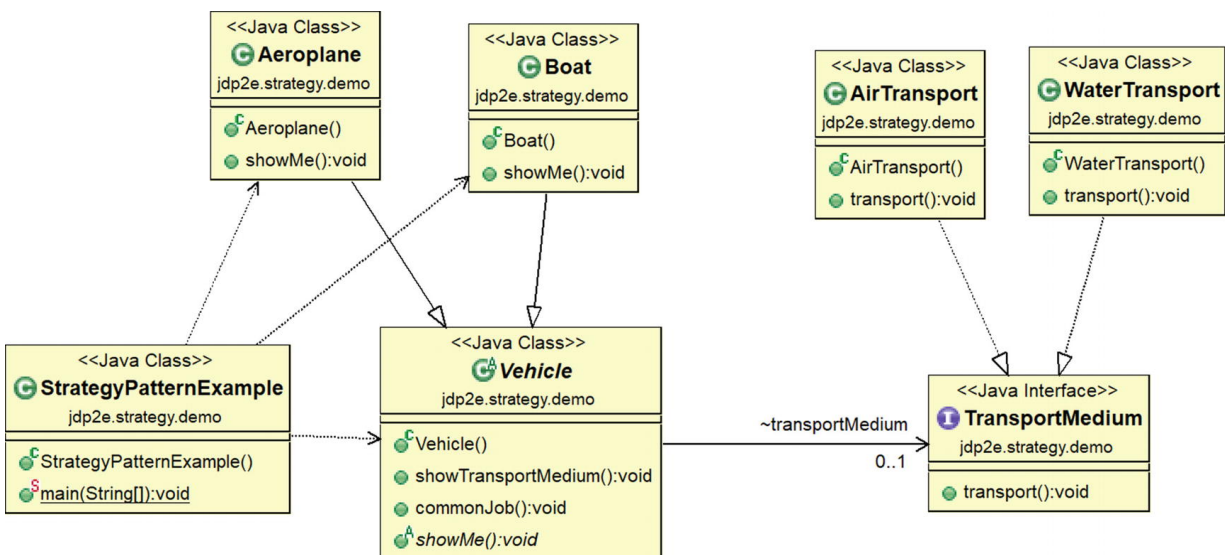 <<Java Class>>
Aeroplane
jdp2e.strategy.demo
Aeroplane()
showMe():void
<<Java Class>>
Boat
jdp2e.strategy.demo
Boat()
showMe():void
<<Java Class>>
AirTransport
jdp2e.strategy.demo
AirTransport()
transport():void
<<Java Class>>
WaterTransport
jdp2e.strategy.demo
WaterTransport()
transport():void
<<Java Class>>
StrategyPatternExample
jdp2e.strategy.demo
StrategyPatternExample()
main(String[]):void
<<Java Class>>
Vehicle
jdp2e.strategy.demo
Vehicle()
showTransportMedium():void
commonJob():void
showMe():void
~transportMedium
0..1
<<Java Interface>>
TransportMedium
jdp2e.strategy.demo
transport():void